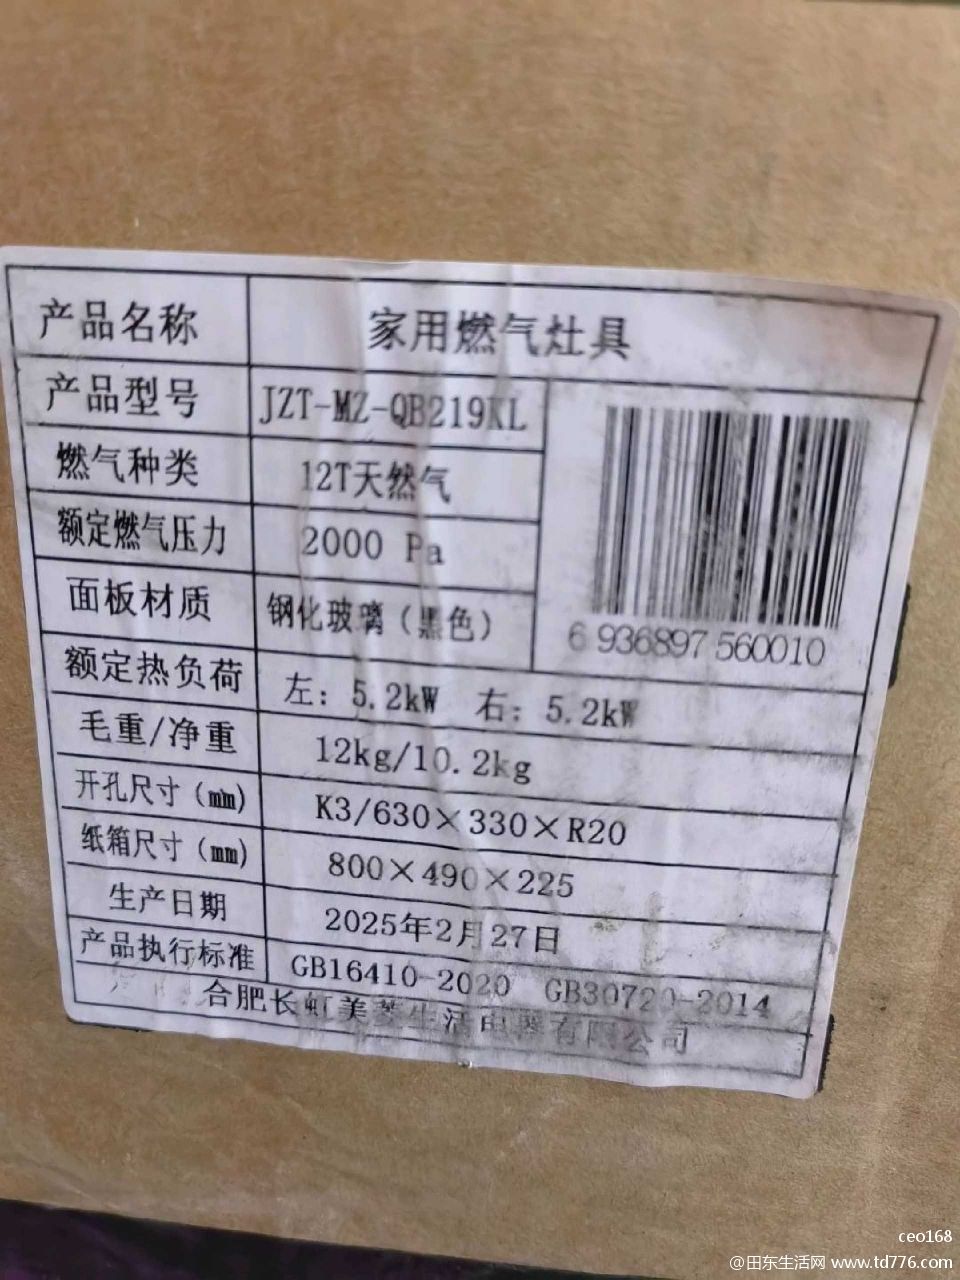 产品名称 家用燃气灶具
产品型号 JZT-MZ-QB219KL
燃气种类 12T天然气
额定燃气压力 2000 Pa
面板材质 钢化玻璃(黑色)
6 936897 560010
额定热负荷 左: 5.2kW 右: 5.2kW
毛重/净重 12kg/10.2kg
开孔尺寸(mm) K3/630×330×R20
纸箱尺寸(mm) 800×490×225
生产日期 2025年2月27日
产品执行标准 GB16410-2020 GB30720-2014
合肥长虹美菱生活电器有限公司
ceo168
@田东生活网 www.td776.com